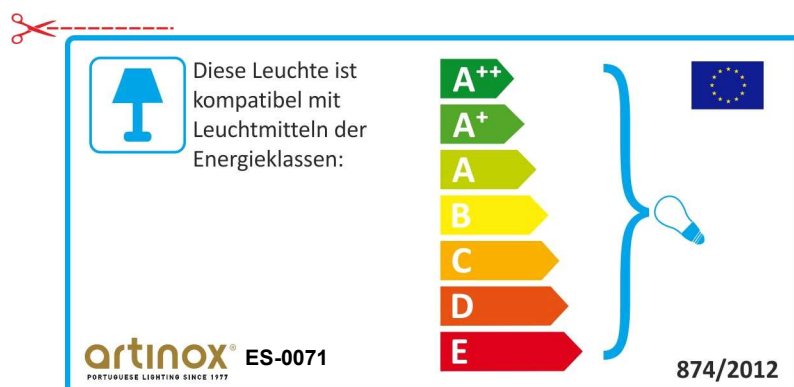 Diese Leuchte ist
kompatibel mit
Leuchtmitteln der
Energieklassen:
A++
A+
A
B
C
D
E
artinox®
PORTUGUESE LIGHTING SINCE 1977
ES-0071
874/2012